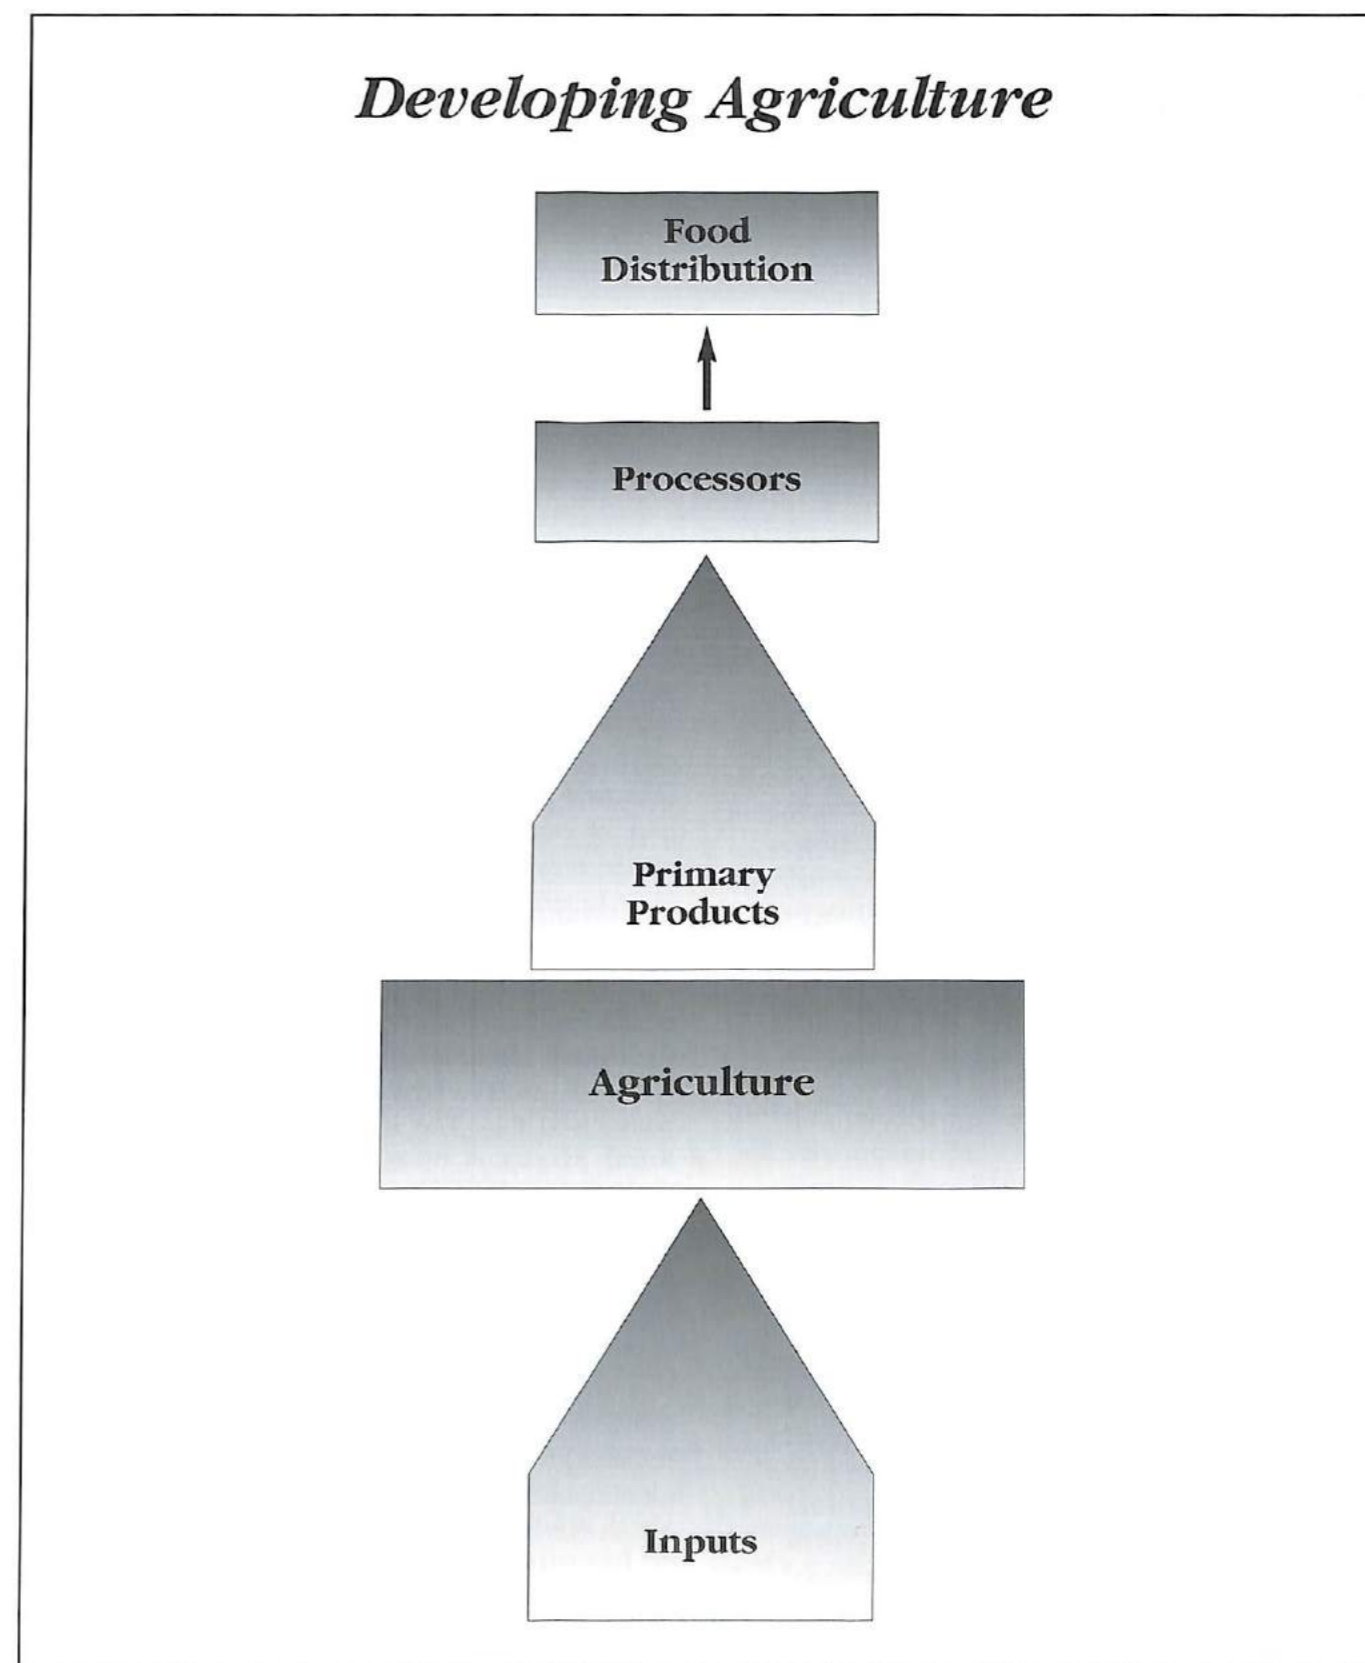 Developing Agriculture
Food
Distribution
Processors
Primary
Products
Agriculture
Inputs